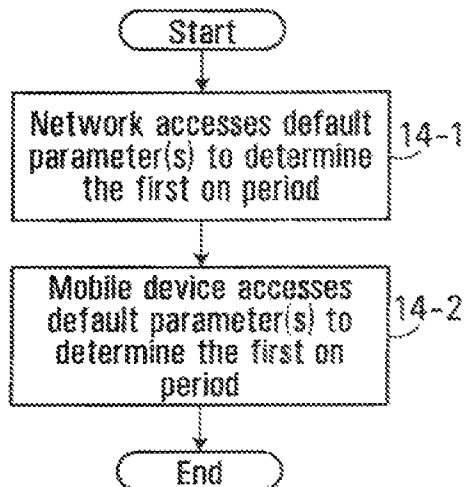 Start
Network accesses default
parameter(s) to determine
the first on period
14-1
Mobile device accesses
default parameter(s) to
determine the first on
period
14-2
End